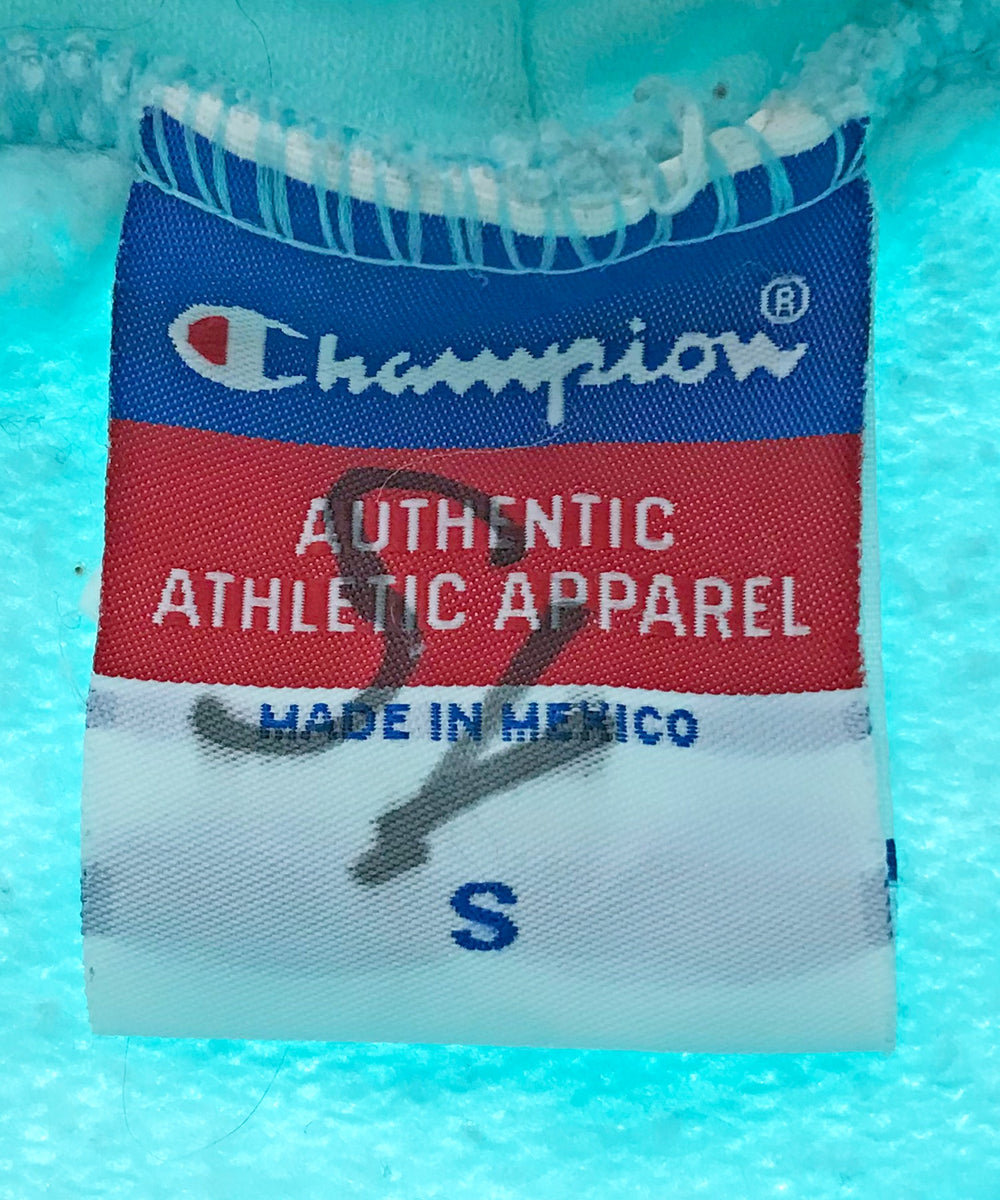 Champion®
AUTHENTIC
ATHLETIC APPAREL
MADE IN MEXICO
S